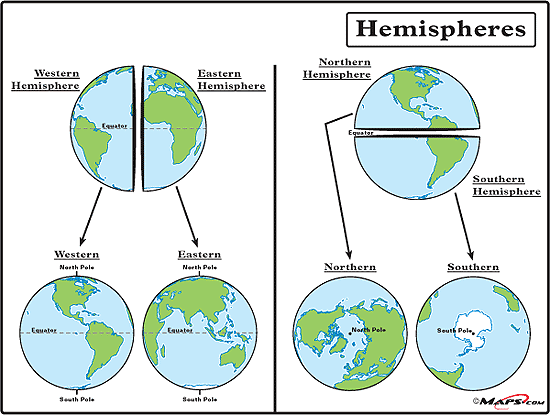 Hemispheres
Western
Hemisphere
Eastern
Hemisphere
Equator
Western
North Pole
Equator
South Pole
Eastern
North Pole
Equator
South Pole
Northern
Hemisphere
Equator
Southern
Hemisphere
Northern
North Pole
Southern
South Pole
©MAPS.com